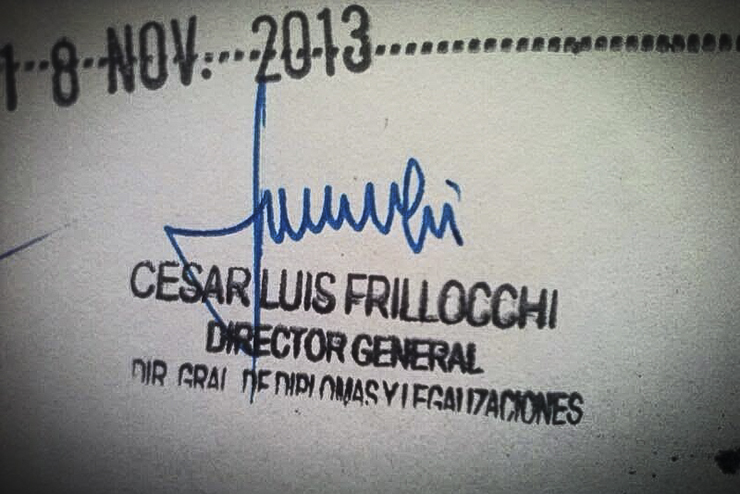 18 NOV. 2013
CESAR LUIS FRILLOCCHI
DIRECTOR GENERAL
DIR. GRAL. DE DIPLOMAS Y LEGALIZACIONES